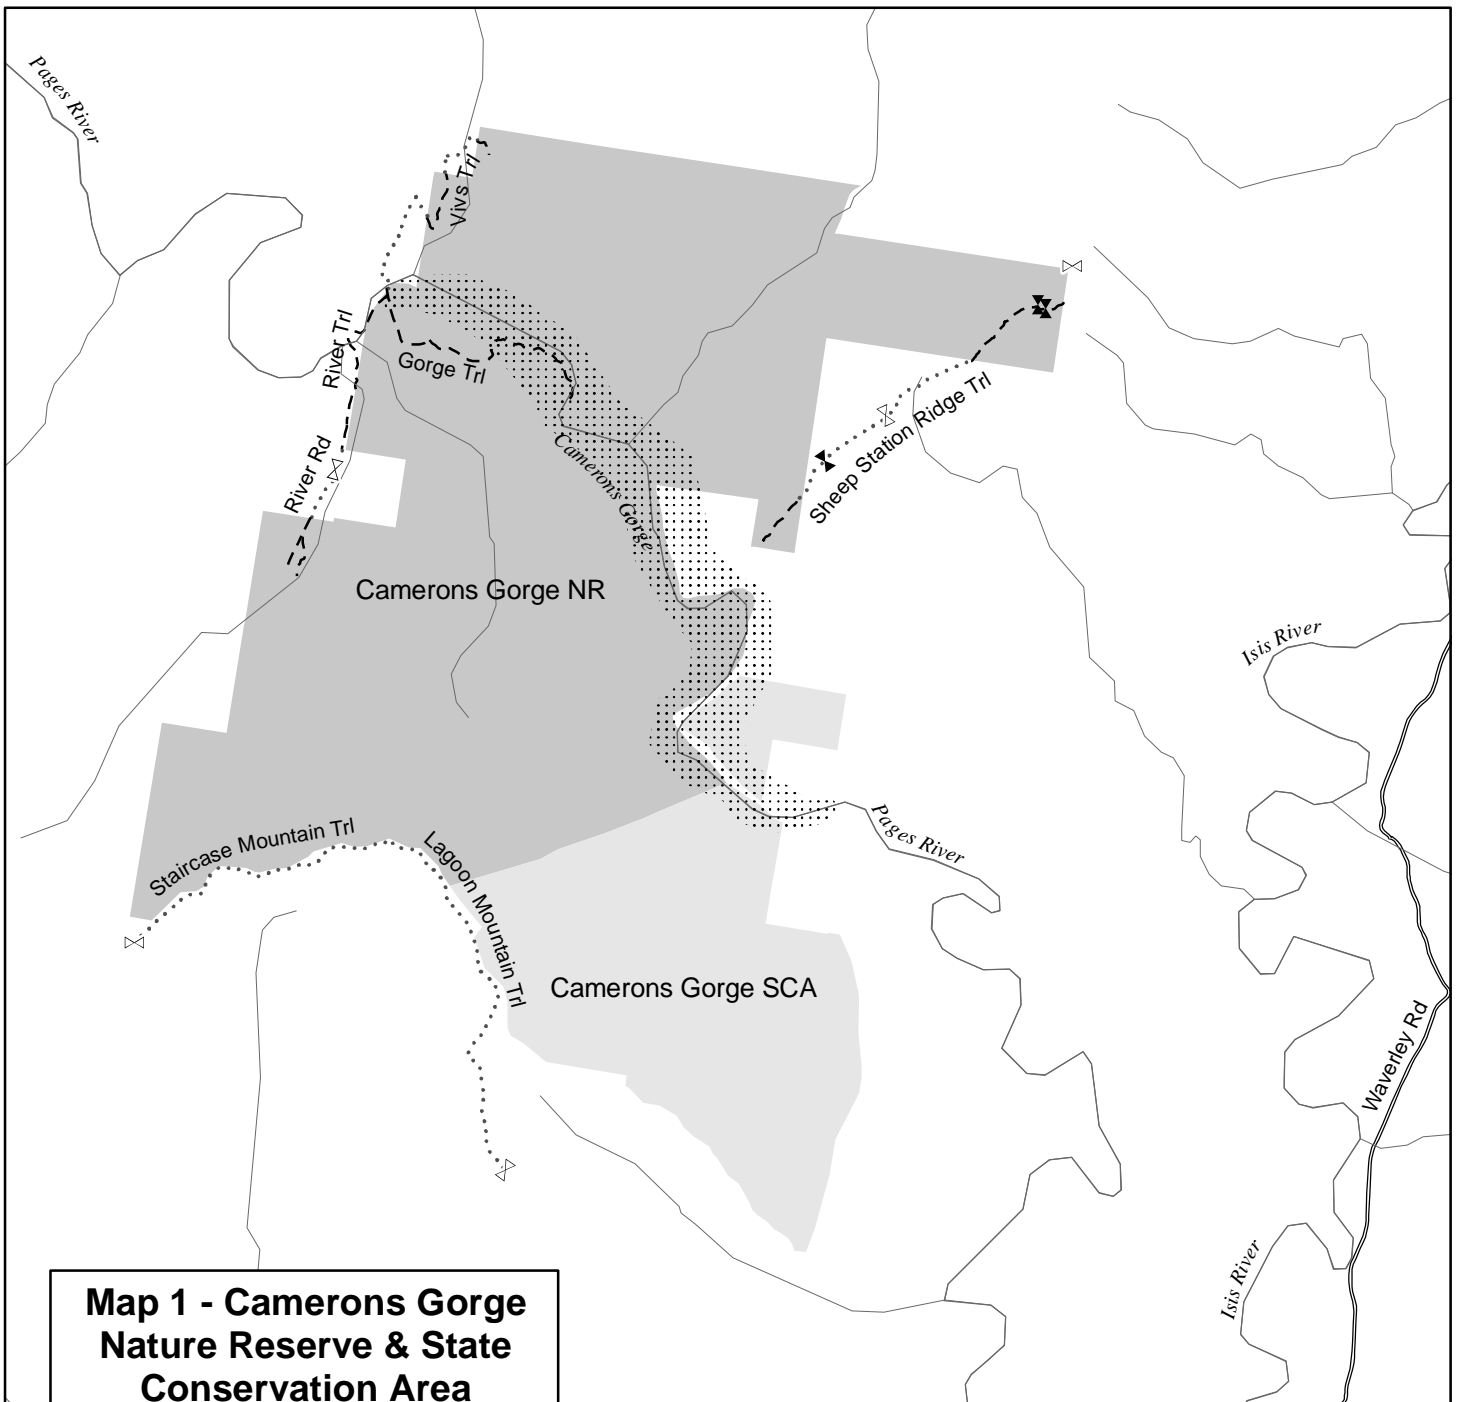 Pages River
Vivs Trl
River Trl
Gorge Trl
River Rd
Camerons Gorge
Sheep Station Ridge Trl
Camerons Gorge NR
Isis River
Staircase Mountain Trl
Lagoon Mountain Trl
Pages River
Camerons Gorge SCA
Waverley Rd
Isis River
Map 1 - Camerons Gorge
Nature Reserve & State
Conservation Area